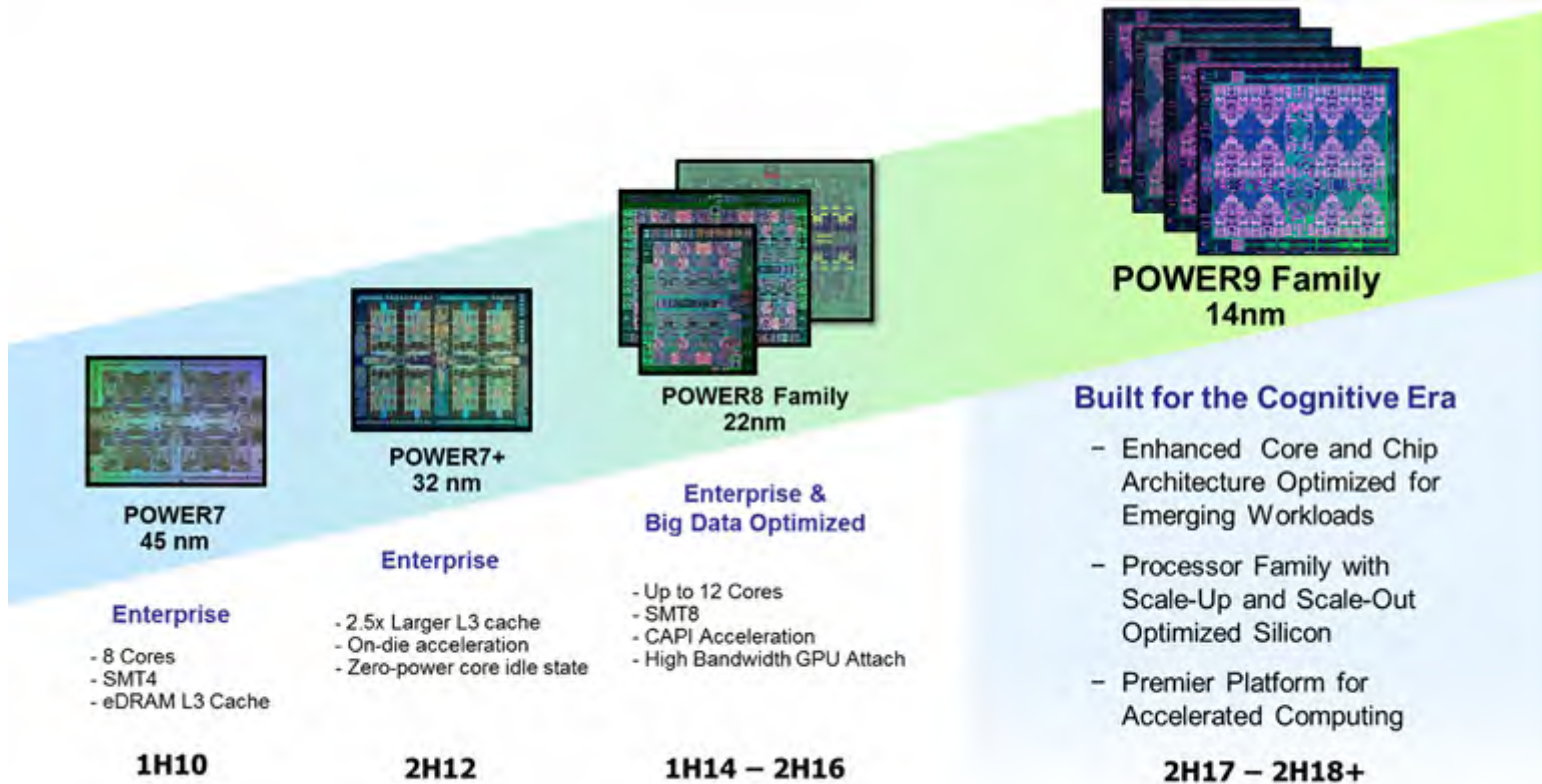 POWER7
45 nm
Enterprise
- 8 Cores
- SMT4
- eDRAM L3 Cache
1H10
POWER7+
32 nm
Enterprise
- 2.5x Larger L3 cache
- On-die acceleration
- Zero-power core idle state
2H12
POWER8 Family
22nm
Enterprise &
Big Data Optimized
- Up to 12 Cores
- SMT8
- CAPI Acceleration
- High Bandwidth GPU Attach
1H14 – 2H16
POWER9 Family
14nm
Built for the Cognitive Era
– Enhanced Core and Chip
Architecture Optimized for
Emerging Workloads
– Processor Family with
Scale-Up and Scale-Out
Optimized Silicon
– Premier Platform for
Accelerated Computing
2H17 – 2H18+